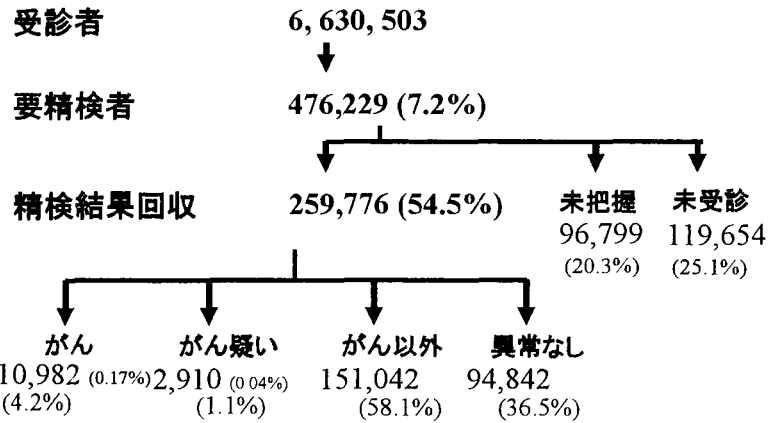 受診者 6,630,503
要精検者 476,229 (7.2%)
精検結果回収 259,776 (54.5%) 未把握 未受診
96,799 119,654
(20.3%) (25.1%)
がん がん疑い がん以外 異常なし
10,982 (0.17%) 2,910 (0.04%) 151,042 94,842
(4.2%) (1.1%) (58.1%) (36.5%)